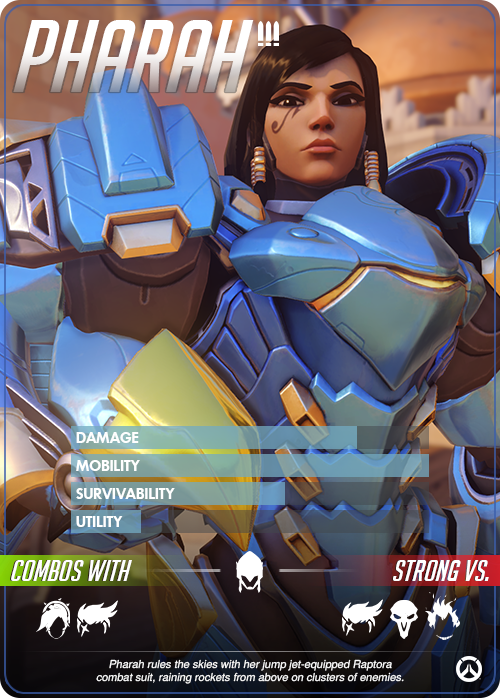 PHARAH
DAMAGE
MOBILITY
SURVIVABILITY
UTILITY
COMBOS WITH
STRONG VS.
Pharah rules the skies with her jump jet-equipped Raptora
combat suit, raining rockets from above on clusters of enemies.